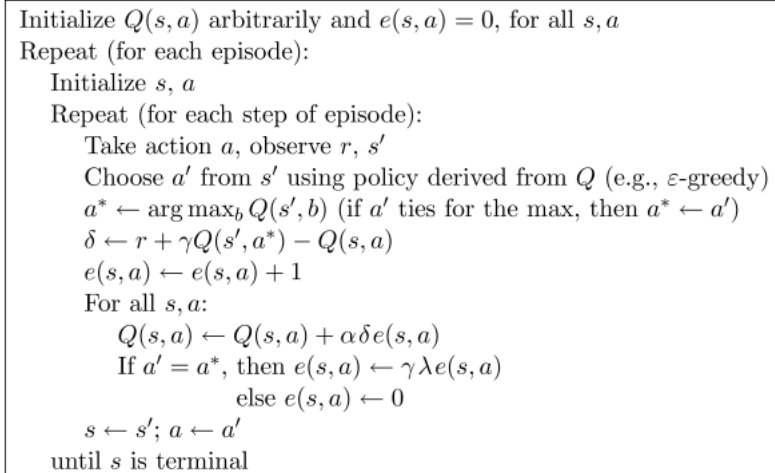 Initialize Q(s, a) arbitrarily and e(s, a) = 0, for all s, a
Repeat (for each episode):
Initialize s, a
Repeat (for each step of episode):
Take action a, observe r, s′
Choose a′ from s′ using policy derived from Q (e.g., ε-greedy)
a* ← arg max_b Q(s′, b) (if a′ ties for the max, then a* ← a′)
δ ← r + γQ(s′, a*) − Q(s, a)
e(s, a) ← e(s, a) + 1
For all s, a:
Q(s, a) ← Q(s, a) + αδe(s, a)
If a′ = a*, then e(s, a) ← γλe(s, a)
else e(s, a) ← 0
s ← s′; a ← a′
until s is terminal